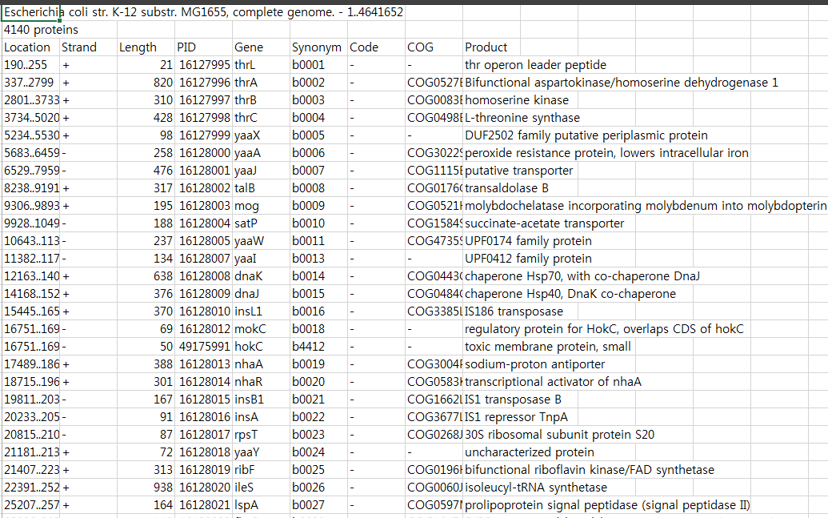 Escherichia coli str. K-12 substr. MG1655, complete genome. - 1..4641652
4140 proteins
Location Strand Length PID Gene Synonym Code COG Product
190..255 + 21 16127995 thrL b0001 - - thr operon leader peptide
337..2799 + 820 16127996 thrA b0002 - COG0527E Bifunctional aspartokinase/homoserine dehydrogenase 1
2801..3733 + 310 16127997 thrB b0003 - COG0083E homoserine kinase
3734..5020 + 428 16127998 thrC b0004 - COG0498E L-threonine synthase
5234..5530 + 98 16127999 yaaX b0005 - - DUF2502 family putative periplasmic protein
5683..6459 - 258 16128000 yaaA b0006 - COG3022S peroxide resistance protein, lowers intracellular iron
6529..7959 - 476 16128001 yaaJ b0007 - COG1115E putative transporter
8238..9191 + 317 16128002 talB b0008 - COG0176G transaldolase B
9306..9893 + 195 16128003 mog b0009 - COG0521H molybdochelatase incorporating molybdenum into molybdopterin
9928..1049 - 188 16128004 satP b0010 - COG1584S succinate-acetate transporter
10643..113 - 237 16128005 yaaW b0011 - COG4735S UPF0174 family protein
11382..117 - 134 16128007 yaaI b0013 - - UPF0412 family protein
12163..140 + 638 16128008 dnaK b0014 - COG0443O chaperone Hsp70, with co-chaperone DnaJ
14168..152 + 376 16128009 dnaJ b0015 - COG0484O chaperone Hsp40, DnaK co-chaperone
15445..165 + 370 16128010 insL1 b0016 - COG3385L IS186 transposase
16751..169 - 69 16128012 mokC b0018 - - regulatory protein for HokC, overlaps CDS of hokC
16751..169 - 50 49175991 hokC b4412 - - toxic membrane protein, small
17489..186 + 388 16128013 nhaA b0019 - COG3004P sodium-proton antiporter
18715..196 + 301 16128014 nhaR b0020 - COG0583K transcriptional activator of nhaA
19811..203 - 167 16128015 insB1 b0021 - COG1662L IS1 transposase B
20233..205 - 91 16128016 insA b0022 - COG3677L IS1 repressor TnpA
20815..210 - 87 16128017 rpsT b0023 - COG0268J 30S ribosomal subunit protein S20
21181..213 + 72 16128018 yaaY b0024 - - uncharacterized protein
21407..223 + 313 16128019 ribF b0025 - COG0196H bifunctional riboflavin kinase/FAD synthetase
22391..252 + 938 16128020 ileS b0026 - COG0060J isoleucyl-tRNA synthetase
25207..257 + 164 16128021 lspA b0027 - COG0597M prolipoprotein signal peptidase (signal peptidase II)